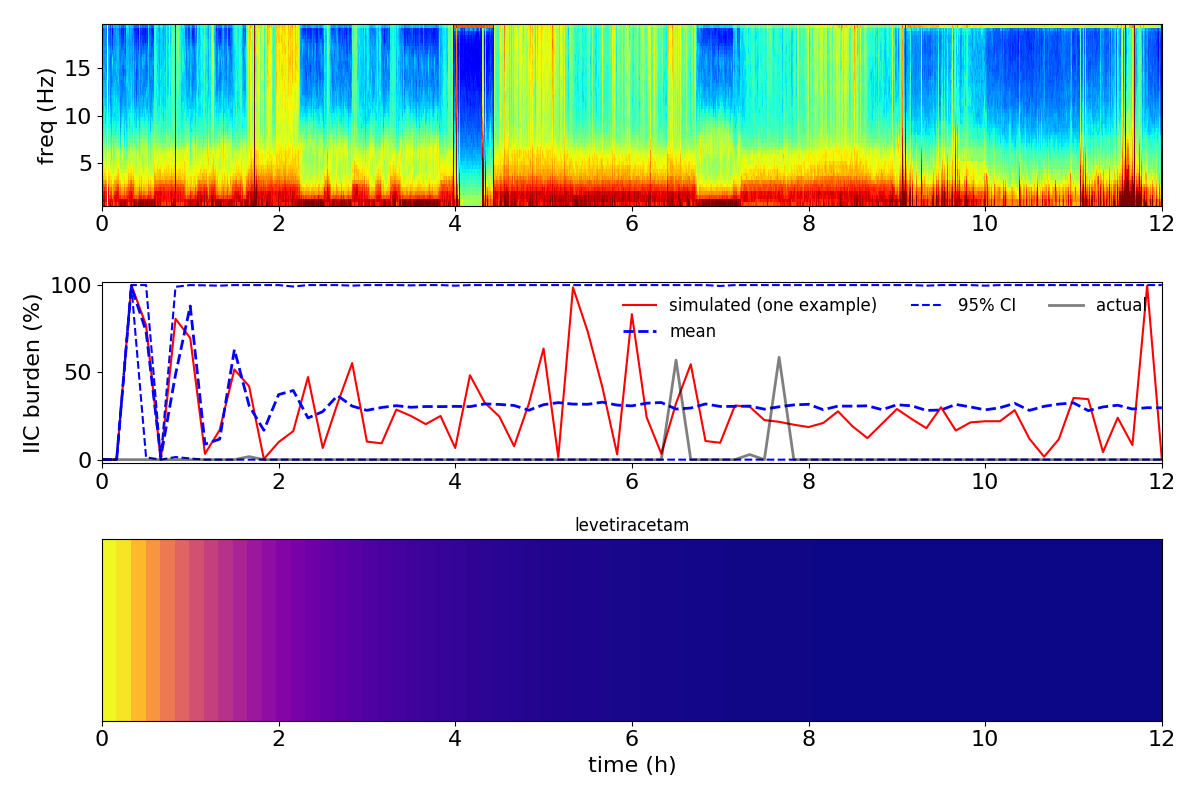 freq (Hz)
15
10
5
0 2 4 6 8 10 12
IIC burden (%)
100
50
0
simulated (one example) 95% CI actual
mean
0 2 4 6 8 10 12
levetiracetam
0 2 4 6 8 10 12
time (h)